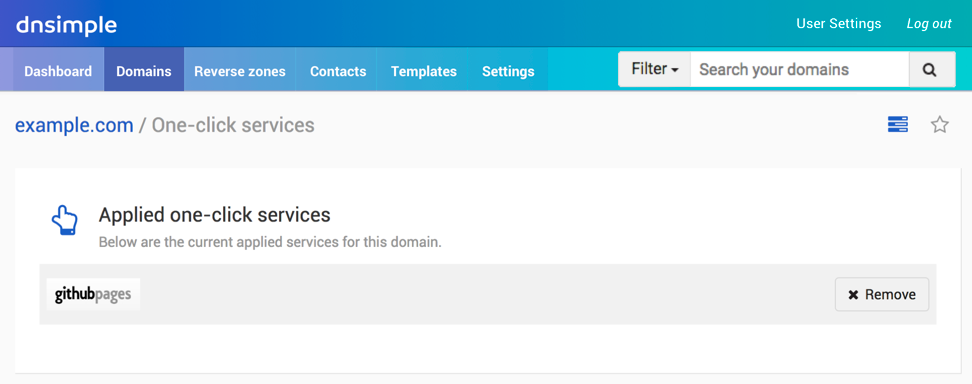 dnsimple
User Settings Log out
Dashboard Domains Reverse zones Contacts Templates Settings Filter Search your domains
example.com / One-click services
Applied one-click services
Below are the current applied services for this domain.
githubpages Remove